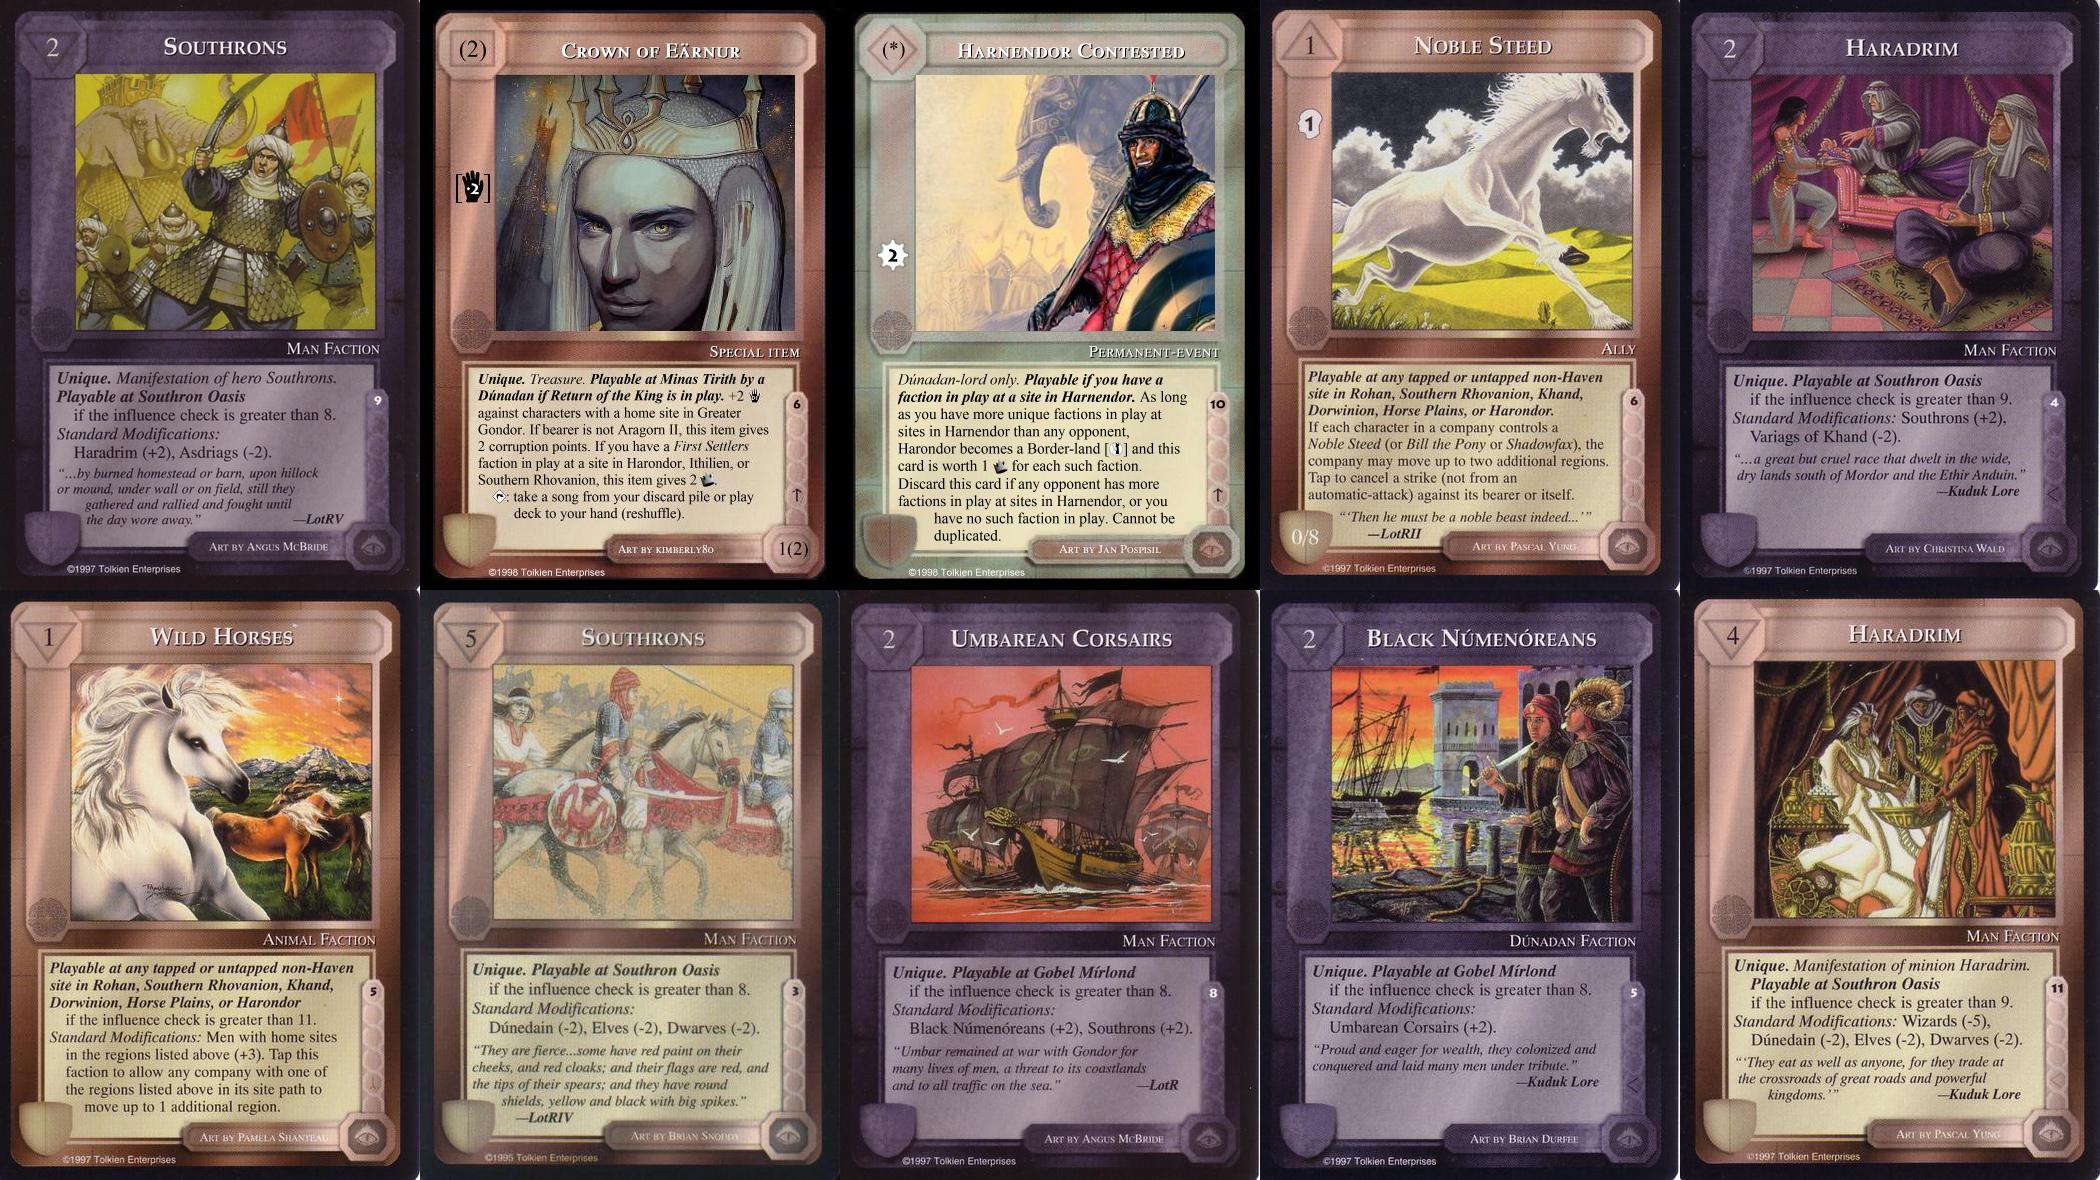 2
SOUTHRONS
MAN FACTION
Unique. Manifestation of hero Southrons.
Playable at Southron Oasis
if the influence check is greater than 8.
Standard Modifications:
Haradrim (+2), Asdriags (-2).
“...by burned homestead or barn, upon hillock
or mound, under wall or on field, still they
gathered and rallied and fought until
the day wore away.” —LotRV
9
ART BY ANGUS MCBRIDE
©1997 Tolkien Enterprises
(2)
CROWN OF EÄRNUR
[2]
SPECIAL ITEM
Unique. Treasure. Playable at Minas Tirith by a
Dúnadan if Return of the King is in play. +2
against characters with a home site in Greater
Gondor. If bearer is not Aragorn II, this item gives
2 corruption points. If you have a First Settlers
faction in play at a site in Harondor, Ithilien, or
Southern Rhovanion, this item gives 2 .
: take a song from your discard pile or play
deck to your hand (reshuffle).
6
ART BY KIMBERLY80
1(2)
©1998 Tolkien Enterprises
(*)
HARNENDOR CONTESTED
2
PERMANENT-EVENT
Dúnadan-lord only. Playable if you have a
faction in play at a site in Harnendor. As long
as you have more unique factions in play at
sites in Harnendor than any opponent,
Harondor becomes a Border-land [ ] and this
card is worth 1 for each such faction.
Discard this card if any opponent has more
factions in play at sites in Harnendor, or you
have no such faction in play. Cannot be
duplicated.
10
ART BY JAN POSPISIL
©1998 Tolkien Enterprises
1
NOBLE STEED
1
ALLY
Playable at any tapped or untapped non-Haven
site in Rohan, Southern Rhovanion, Khand,
Dorwinion, Horse Plains, or Harondor.
If each character in a company controls a
Noble Steed (or Bill the Pony or Shadowfax), the
company may move up to two additional regions.
Tap to cancel a strike (not from an
automatic-attack) against its bearer or itself.
“‘Then he must be a noble beast indeed...’”
—LotRII
6
0/8
ART BY PASCAL YUNG
©1997 Tolkien Enterprises
2
HARADRIM
MAN FACTION
Unique. Playable at Southron Oasis
if the influence check is greater than 9.
Standard Modifications: Southrons (+2),
Variags of Khand (-2).
“...a great but cruel race that dwelt in the wide,
dry lands south of Mordor and the Ethir Anduin.”
—Kuduk Lore
4
ART BY CHRISTINA WALD
©1997 Tolkien Enterprises
1
WILD HORSES
ANIMAL FACTION
Playable at any tapped or untapped non-Haven
site in Rohan, Southern Rhovanion, Khand,
Dorwinion, Horse Plains, or Harondor
if the influence check is greater than 11.
Standard Modifications: Men with home sites
in the regions listed above (+3). Tap this
faction to allow any company with one of
the regions listed above in its site path to
move up to 1 additional region.
5
ART BY PAMELA SHANTEAU
©1997 Tolkien Enterprises
5
SOUTHRONS
MAN FACTION
Unique. Playable at Southron Oasis
if the influence check is greater than 8.
Standard Modifications:
Dúnedain (-2), Elves (-2), Dwarves (-2).
“They are fierce...some have red paint on their
cheeks, and red cloaks; and their flags are red, and
the tips of their spears; and they have round
shields, yellow and black with big spikes.”
—LotRIV
3
ART BY BRIAN SNODDY
©1995 Tolkien Enterprises
2
UMBAREAN CORSAIRS
MAN FACTION
Unique. Playable at Gobel Mírlond
if the influence check is greater than 8.
Standard Modifications:
Black Númenóreans (+2), Southrons (+2).
“Umbar remained at war with Gondor for
many lives of men, a threat to its coastlands
and to all traffic on the sea.” —LotR
8
ART BY ANGUS MCBRIDE
©1997 Tolkien Enterprises
2
BLACK NÚMENÓREANS
DÚNADAN FACTION
Unique. Playable at Gobel Mírlond
if the influence check is greater than 8.
Standard Modifications:
Umbarean Corsairs (+2).
“Proud and eager for wealth, they colonized and
conquered and laid many men under tribute.”
—Kuduk Lore
5
ART BY BRIAN DURFEE
©1997 Tolkien Enterprises
4
HARADRIM
MAN FACTION
Unique. Manifestation of minion Haradrim.
Playable at Southron Oasis
if the influence check is greater than 9.
Standard Modifications: Wizards (-5),
Dúnedain (-2), Elves (-2), Dwarves (-2).
“‘They eat as well as anyone, for they trade at
the crossroads of great roads and powerful
kingdoms.’” —Kuduk Lore
11
ART BY PASCAL YUNG
©1997 Tolkien Enterprises